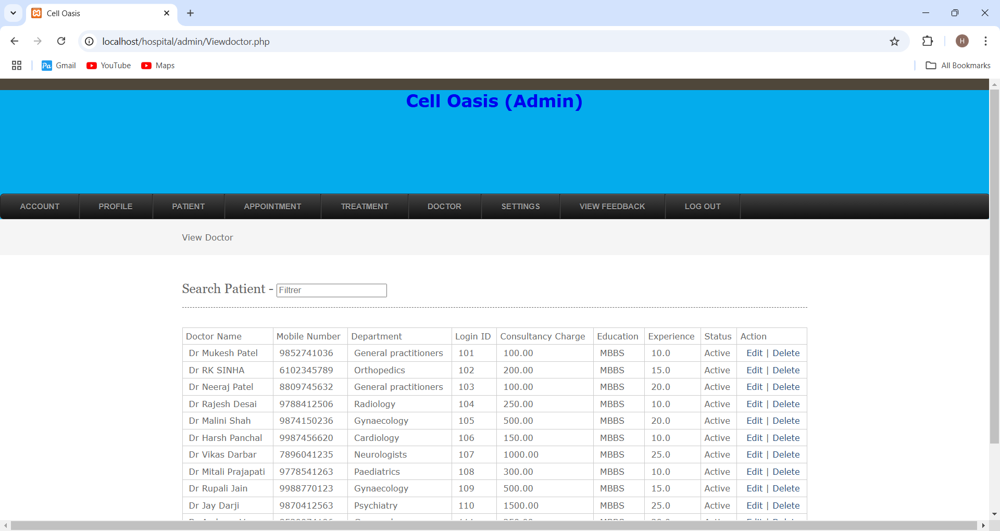 Cell Oasis
localhost/hospital/admin/Viewdoctor.php
H
Pa Gmail YouTube Maps All Bookmarks
Cell Oasis (Admin)
ACCOUNT PROFILE PATIENT APPOINTMENT TREATMENT DOCTOR SETTINGS VIEW FEEDBACK LOG OUT
View Doctor
Search Patient - Filtrer
Doctor Name Mobile Number Department Login ID Consultancy Charge Education Experience Status Action
Dr Mukesh Patel 9852741036 General practitioners 101 100.00 MBBS 10.0 Active Edit | Delete
Dr RK SINHA 6102345789 Orthopedics 102 200.00 MBBS 15.0 Active Edit | Delete
Dr Neeraj Patel 8809745632 General practitioners 103 100.00 MBBS 20.0 Active Edit | Delete
Dr Rajesh Desai 9788412506 Radiology 104 250.00 MBBS 10.0 Active Edit | Delete
Dr Malini Shah 9874150236 Gynaecology 105 500.00 MBBS 20.0 Active Edit | Delete
Dr Harsh Panchal 9987456620 Cardiology 106 150.00 MBBS 10.0 Active Edit | Delete
Dr Vikas Darbar 7896041235 Neurologists 107 1000.00 MBBS 25.0 Active Edit | Delete
Dr Mitali Prajapati 9778541263 Paediatrics 108 300.00 MBBS 10.0 Active Edit | Delete
Dr Rupali Jain 9988770123 Gynaecology 109 500.00 MBBS 15.0 Active Edit | Delete
Dr Jay Darji 9870412563 Psychiatry 110 1500.00 MBBS 25.0 Active Edit | Delete